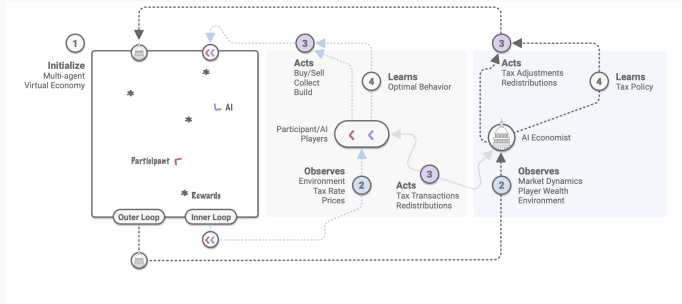 1
Initialize
Multi-agent
Virtual Economy
AI
Participant
Rewards
Outer Loop
Inner Loop
3
Acts
Buy/Sell
Collect
Build
4
Learns
Optimal Behavior
Participant/AI
Players
Observes
Environment
Tax Rate
Prices
2
3
Acts
Tax Transactions
Redistributions
3
Acts
Tax Adjustments
Redistributions
4
Learns
Tax Policy
AI Economist
2
Observes
Market Dynamics
Player Wealth
Environment